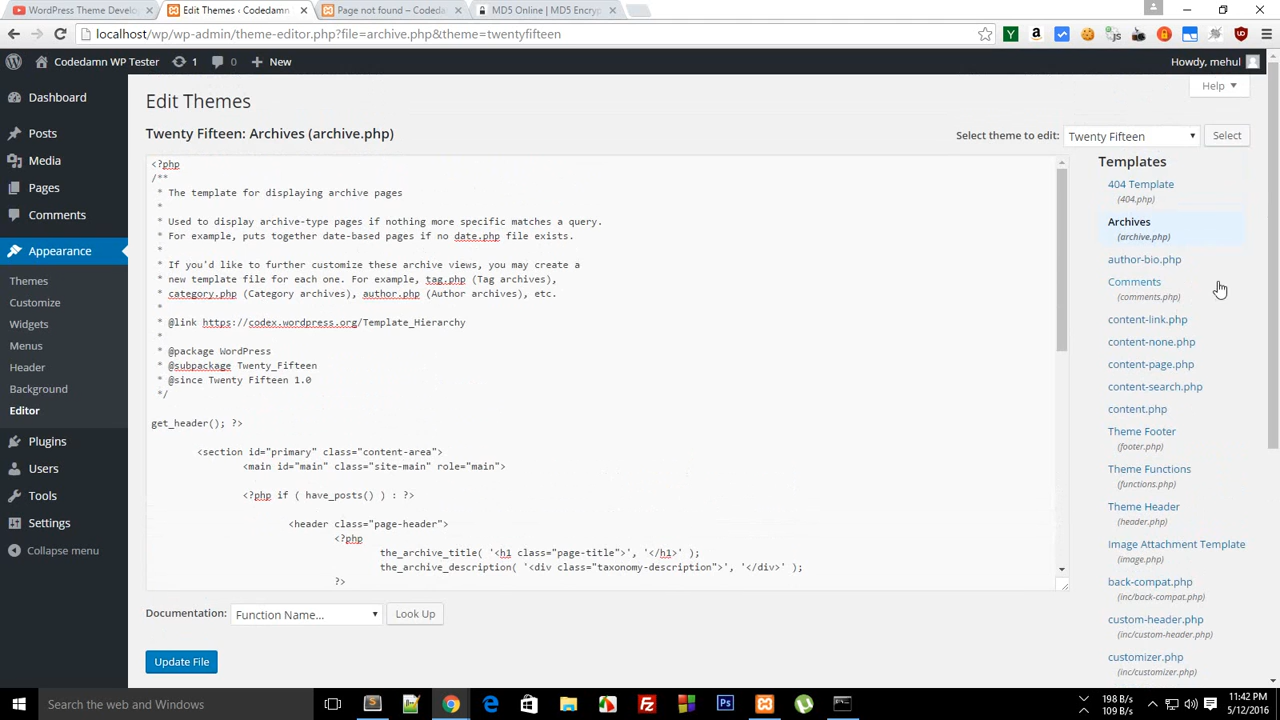 WordPress Theme Develo
Edit Themes ‹ Codedamn
Page not found – Codeda
MD5 Online | MD5 Encryp
localhost/wp/wp-admin/theme-editor.php?file=archive.php&theme=twentyfifteen
Codedamn WP Tester
1
0
New
Howdy, mehul
Dashboard
Posts
Media
Pages
Comments
Appearance
Themes
Customize
Widgets
Menus
Header
Background
Editor
Plugins
Users
Tools
Settings
Collapse menu
Help
Edit Themes
Twenty Fifteen: Archives (archive.php)
Select theme to edit:
Twenty Fifteen
Select
<?php
/**
* The template for displaying archive pages
*
* Used to display archive-type pages if nothing more specific matches a query.
* For example, puts together date-based pages if no date.php file exists.
*
* If you'd like to further customize these archive views, you may create a
* new template file for each one. For example, tag.php (Tag archives),
* category.php (Category archives), author.php (Author archives), etc.
*
* @link https://codex.wordpress.org/Template_Hierarchy
*
* @package WordPress
* @subpackage Twenty_Fifteen
* @since Twenty Fifteen 1.0
*/
get_header(); ?>
<section id="primary" class="content-area">
<main id="main" class="site-main" role="main">
<?php if ( have_posts() ) : ?>
<header class="page-header">
<?php
the_archive_title( '<h1 class="page-title">', '</h1>' );
the_archive_description( '<div class="taxonomy-description">', '</div>' );
?>
Templates
404 Template
(404.php)
Archives
(archive.php)
author-bio.php
Comments
(comments.php)
content-link.php
content-none.php
content-page.php
content-search.php
content.php
Theme Footer
(footer.php)
Theme Functions
(functions.php)
Theme Header
(header.php)
Image Attachment Template
(image.php)
back-compat.php
(inc/back-compat.php)
custom-header.php
(inc/custom-header.php)
customizer.php
(inc/customizer.php)
Documentation:
Function Name...
Look Up
Update File
Search the web and Windows
198 B/s
109 B/s
11:42 PM
5/12/2016